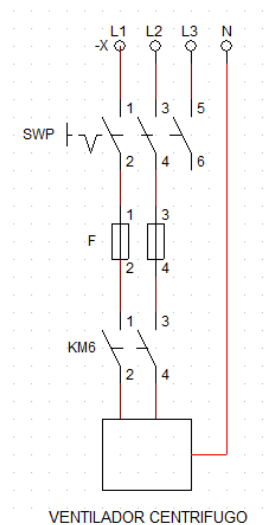 L1 L2 L3 N
-X
1 3 5
SWP
2 4 6
1 3
F
2 4
1 3
KM6
2 4
VENTILADOR CENTRIFUGO